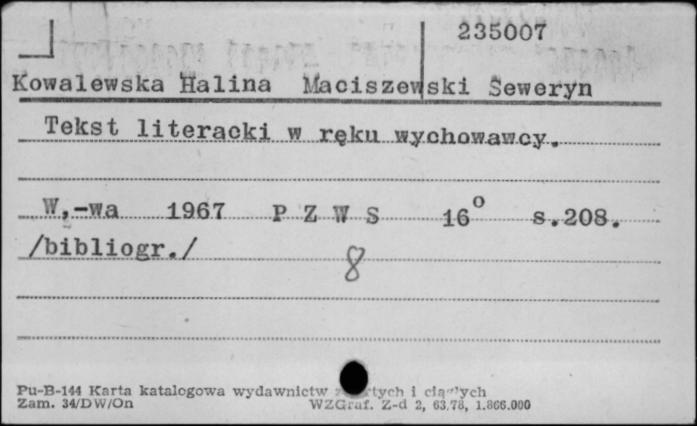 235007
Kowalewska Halina Maciszewski Seweryn
Tekst literacki w ręku wychowawcy.
W,-wa 1967 P Z W S 16° s.208.
/bibliogr./
8
Pu-B-144 Karta katalogowa wydawnictw i
Zam. 34/DW/On WZGraf. Z-d 2, 63.78, 1.866.000